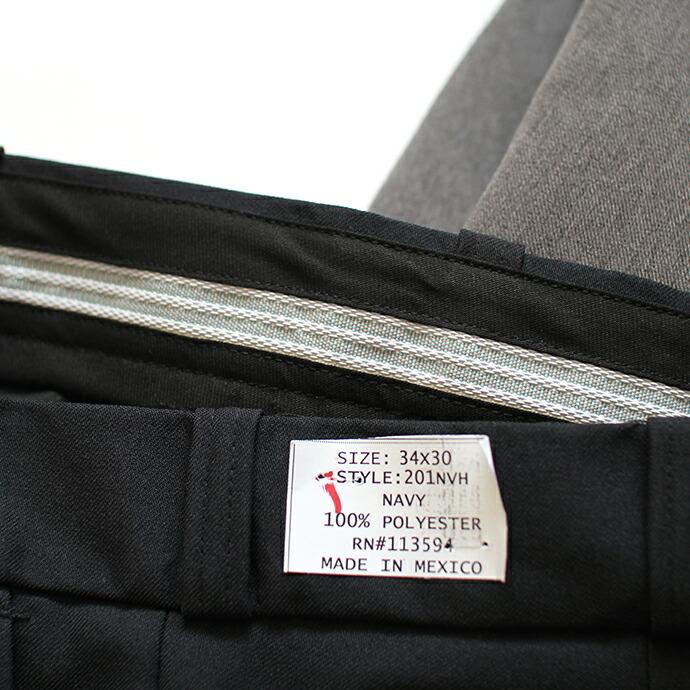 SIZE: 34X30
STYLE:201NVH
NAVY
100% POLYESTER
RN#113594
MADE IN MEXICO